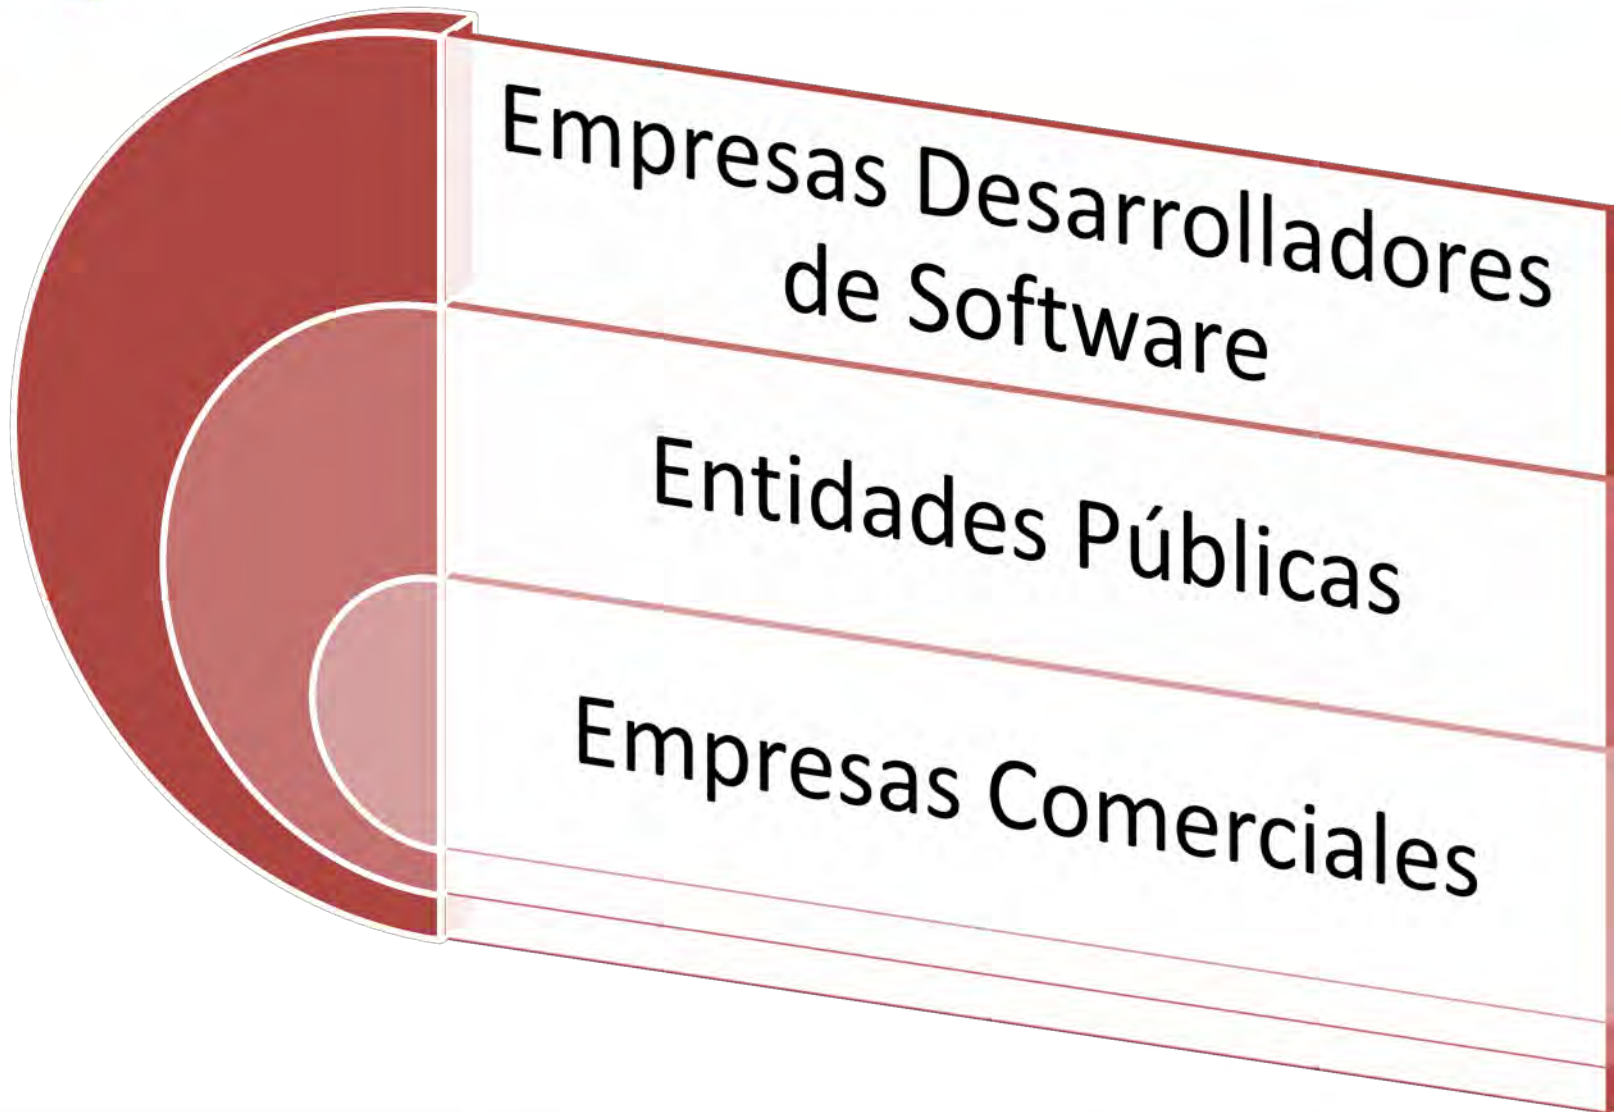 Empresas Desarrolladores
de Software
Entidades Públicas
Empresas Comerciales